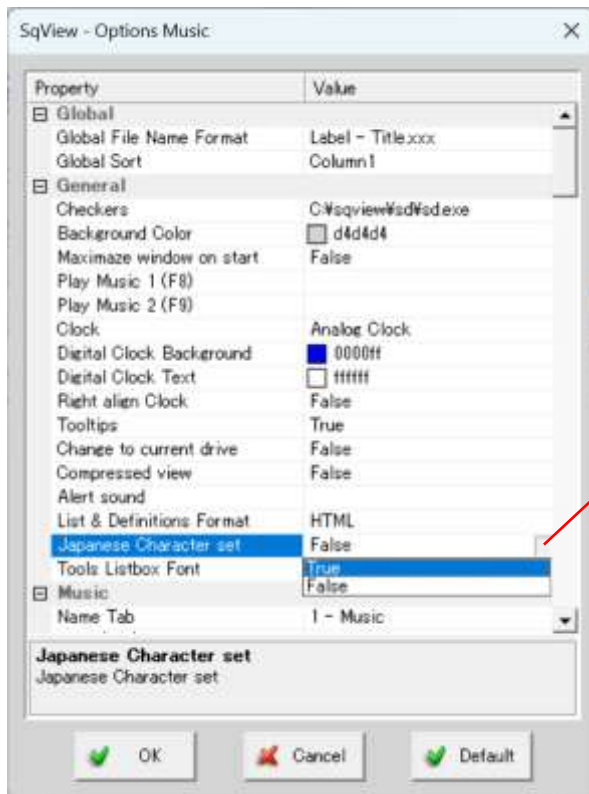 SqView - Options Music
Property Value
Global
Global File Name Format Label - Title.xxx
Global Sort Column1
General
Checkers C:¥sqview¥sd¥sd.exe
Background Color d4d4d4
Maximaze window on start False
Play Music 1 (F8)
Play Music 2 (F9)
Clock Analog Clock
Digital Clock Background 0000ff
Digital Clock Text ffffff
Right align Clock False
Tooltips True
Change to current drive False
Compressed view False
Alert sound
List & Definitions Format HTML
Japanese Character set False
Tools Listbox Font True
False
Music
Name Tab 1 - Music
Japanese Character set
Japanese Character set
OK Cancel Default